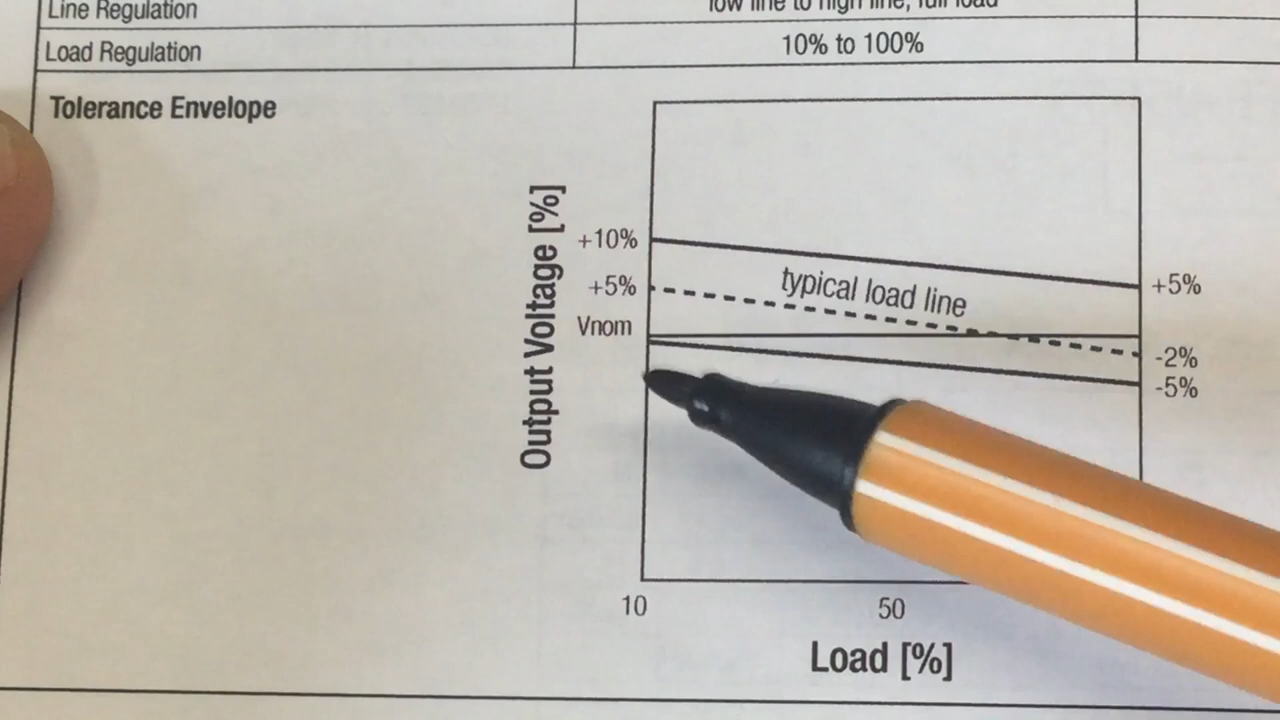 Line Regulation
low line to high line, full load
Load Regulation
10% to 100%
Tolerance Envelope
Output Voltage [%]
+10%
+5%
Vnom
typical load line
+5%
-2%
-5%
10
50
Load [%]